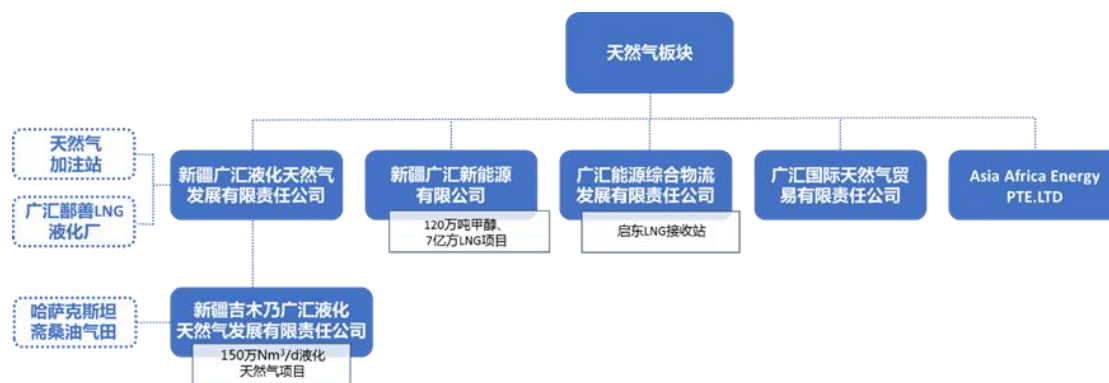 天然气板块
天然气
加注站
广汇鄯善LNG
液化厂
新疆广汇液化天然气
发展有限责任公司
新疆广汇新能源
有限公司
120万吨甲醇、
7亿方LNG项目
广汇能源综合物流
发展有限责任公司
启东LNG接收站
广汇国际天然气贸
易有限责任公司
Asia Africa Energy
PTE.LTD
哈萨克斯坦
斋桑油气田
新疆吉木乃广汇液化
天然气发展有限责任公司
150万Nm³/d液化
天然气项目